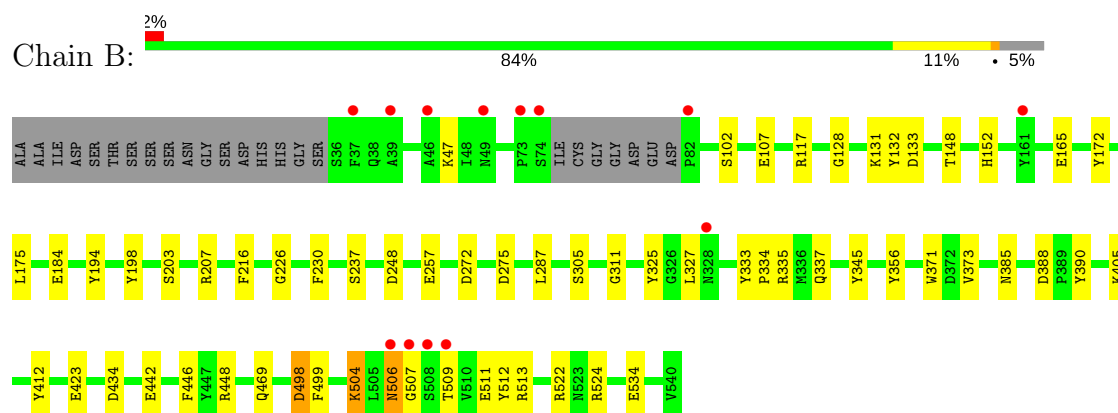 2%
Chain B:
84% 11% • 5%
ALA ALA ILE ASP SER THR SER SER SER ASN GLY SER ASP HIS HIS GLY SER S36 F37 Q38 A39 A46 K47 I48 N49 P73 S74 ILE CYS GLY GLY ASP GLU ASP P82 S102 E107 R117 G128 K131 Y132 D133 T148 H152 Y161 E165 Y172
L175 E184 Y194 Y198 S203 R207 F216 G226 F230 S237 D248 E257 D272 D275 L287 S305 G311 Y325 G326 L327 N328 Y333 P334 R335 M336 Q337 Y345 Y356 W371 D372 V373 N385 D388 P389 Y390 K405
Y412 E423 D434 E442 F446 Y447 R448 Q469 D498 F499 K504 L505 N506 G507 S508 T509 V510 E511 Y512 R513 R522 N523 R524 E534 V540